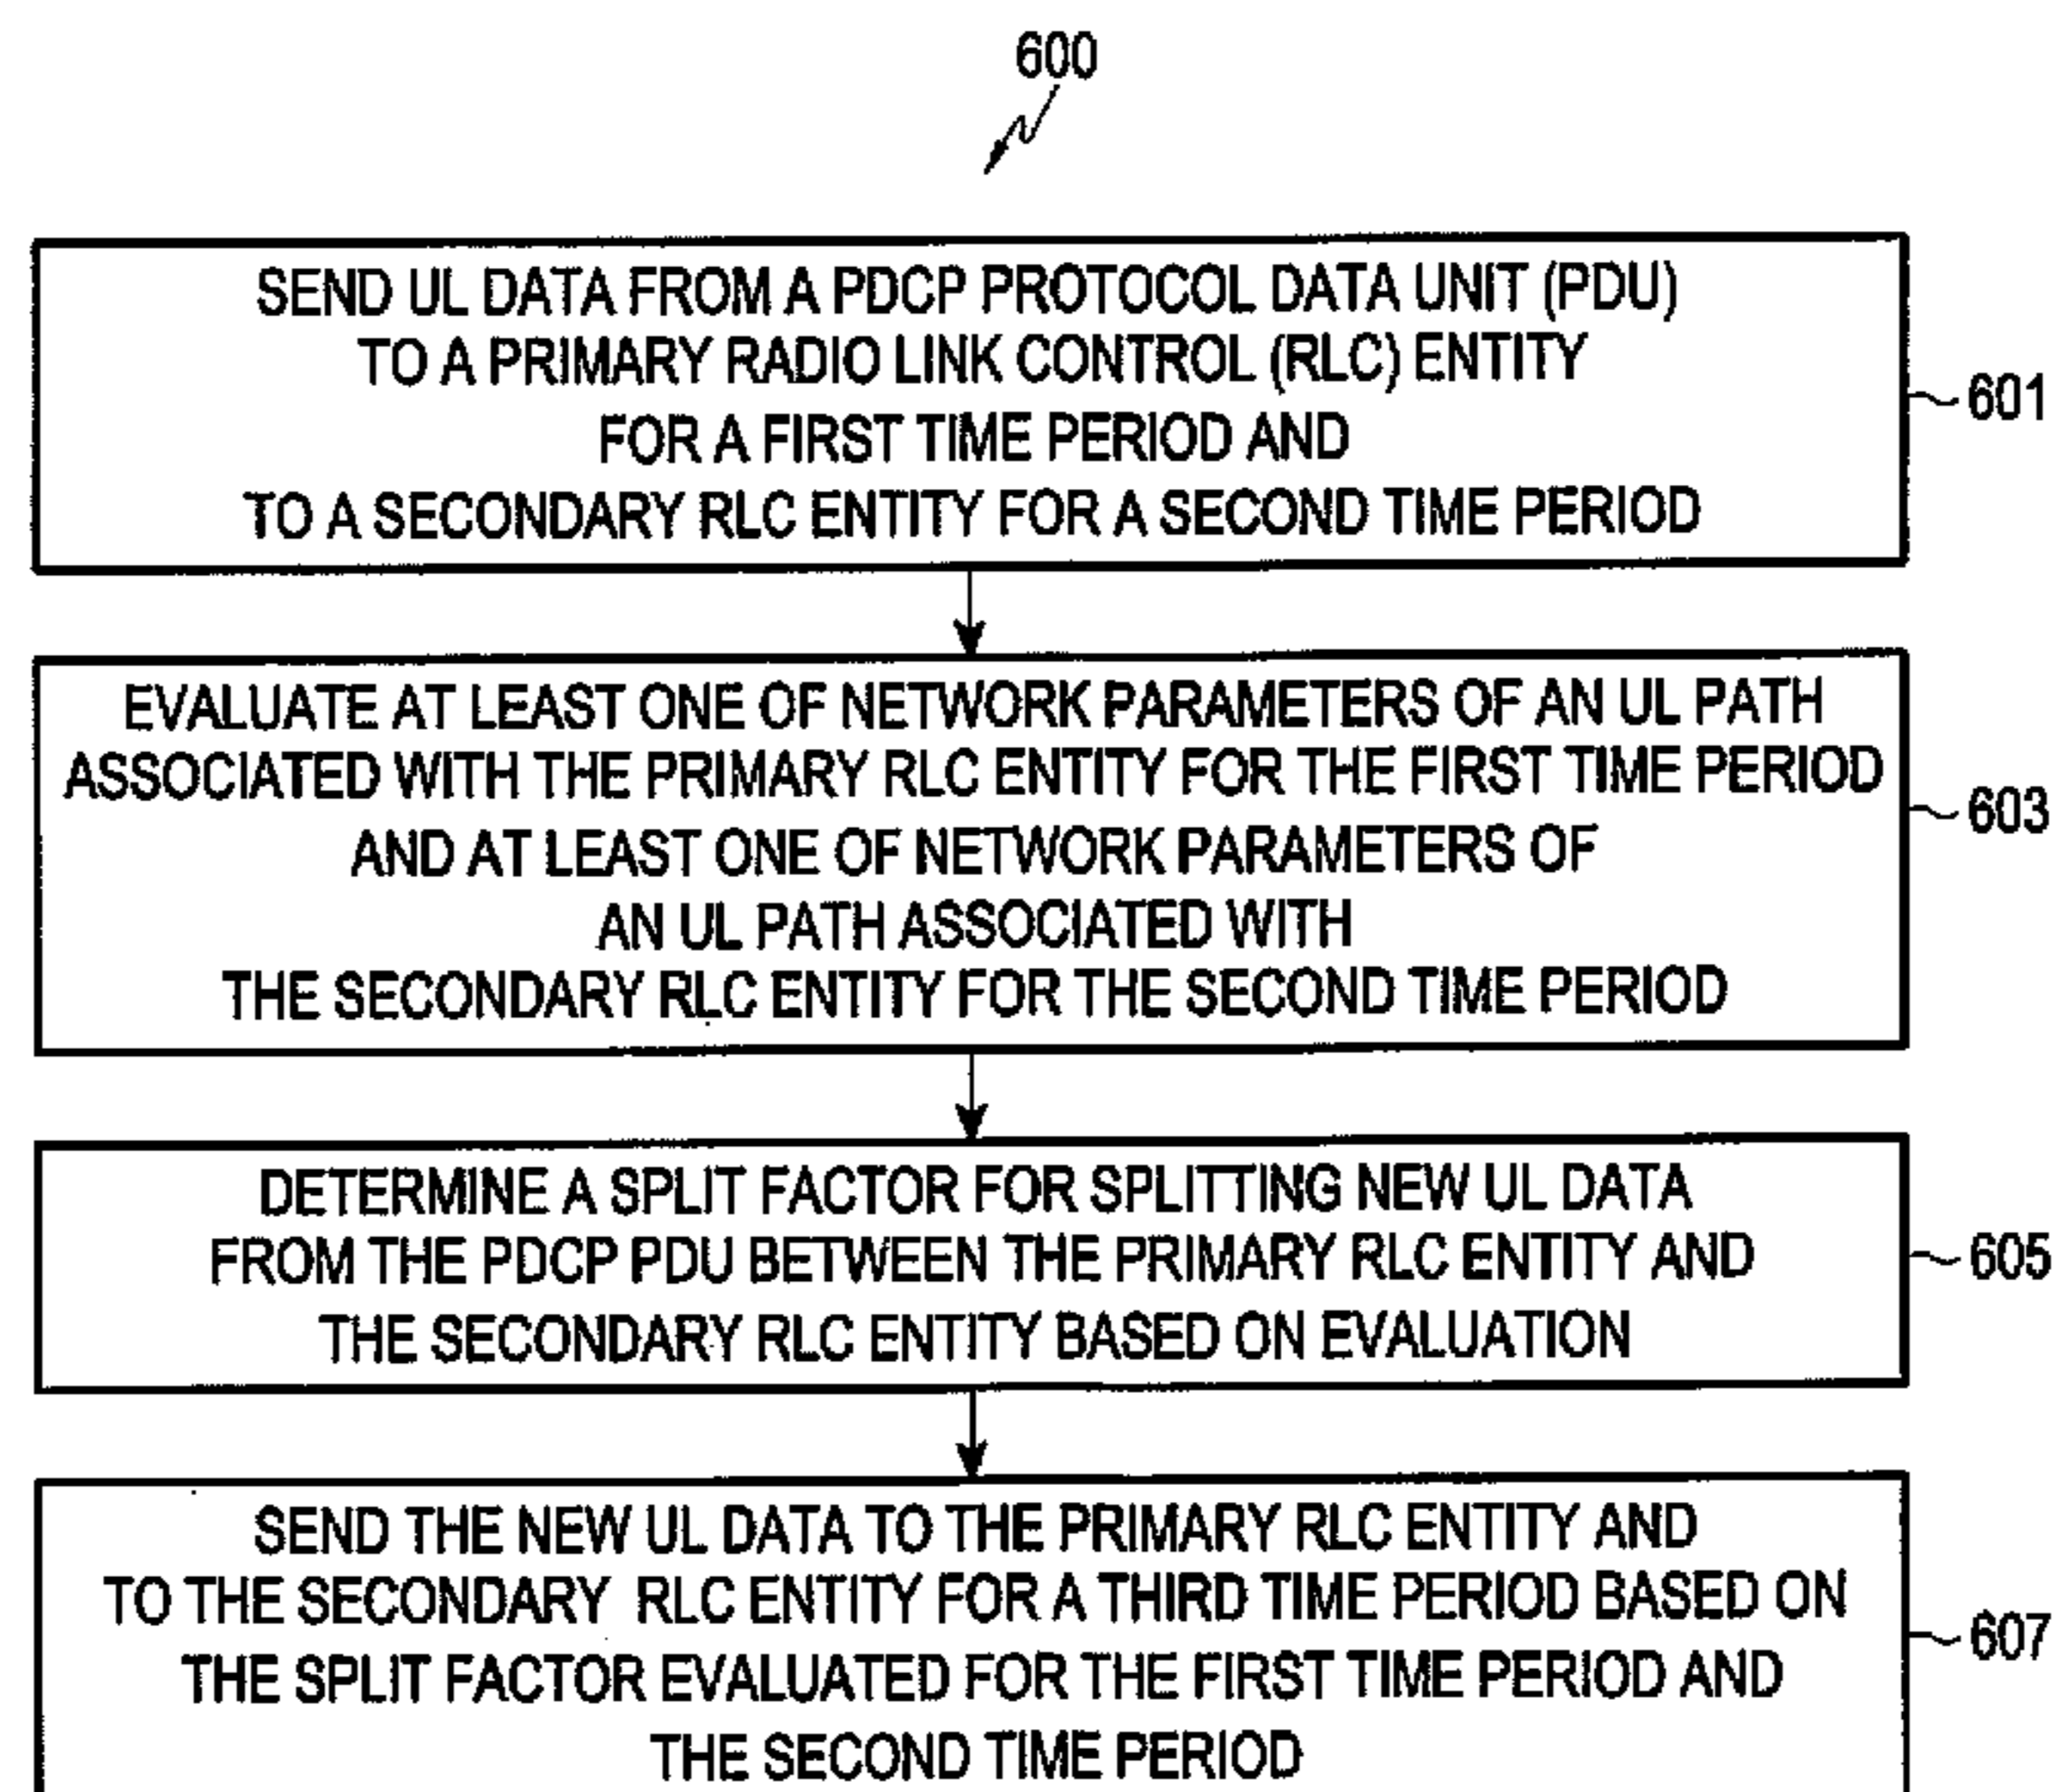 600
SEND UL DATA FROM A PDCP PROTOCOL DATA UNIT (PDU)
TO A PRIMARY RADIO LINK CONTROL (RLC) ENTITY
FOR A FIRST TIME PERIOD AND
TO A SECONDARY RLC ENTITY FOR A SECOND TIME PERIOD
601
EVALUATE AT LEAST ONE OF NETWORK PARAMETERS OF AN UL PATH
ASSOCIATED WITH THE PRIMARY RLC ENTITY FOR THE FIRST TIME PERIOD
AND AT LEAST ONE OF NETWORK PARAMETERS OF
AN UL PATH ASSOCIATED WITH
THE SECONDARY RLC ENTITY FOR THE SECOND TIME PERIOD
603
DETERMINE A SPLIT FACTOR FOR SPLITTING NEW UL DATA
FROM THE PDCP PDU BETWEEN THE PRIMARY RLC ENTITY AND
THE SECONDARY RLC ENTITY BASED ON EVALUATION
605
SEND THE NEW UL DATA TO THE PRIMARY RLC ENTITY AND
TO THE SECONDARY RLC ENTITY FOR A THIRD TIME PERIOD BASED ON
THE SPLIT FACTOR EVALUATED FOR THE FIRST TIME PERIOD AND
THE SECOND TIME PERIOD
607